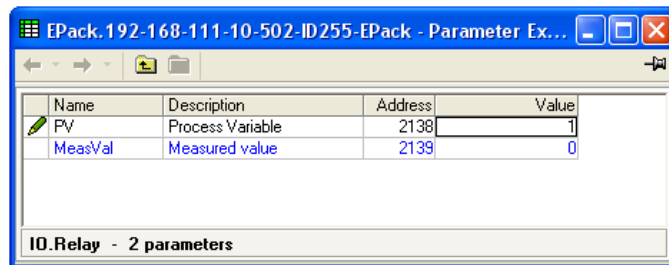 EPack.192-168-111-10-502-ID255-EPack - Parameter Ex...
Name Description Address Value
PV Process Variable 2138 1
MeasVal Measured value 2139 0
IO.Relay - 2 parameters